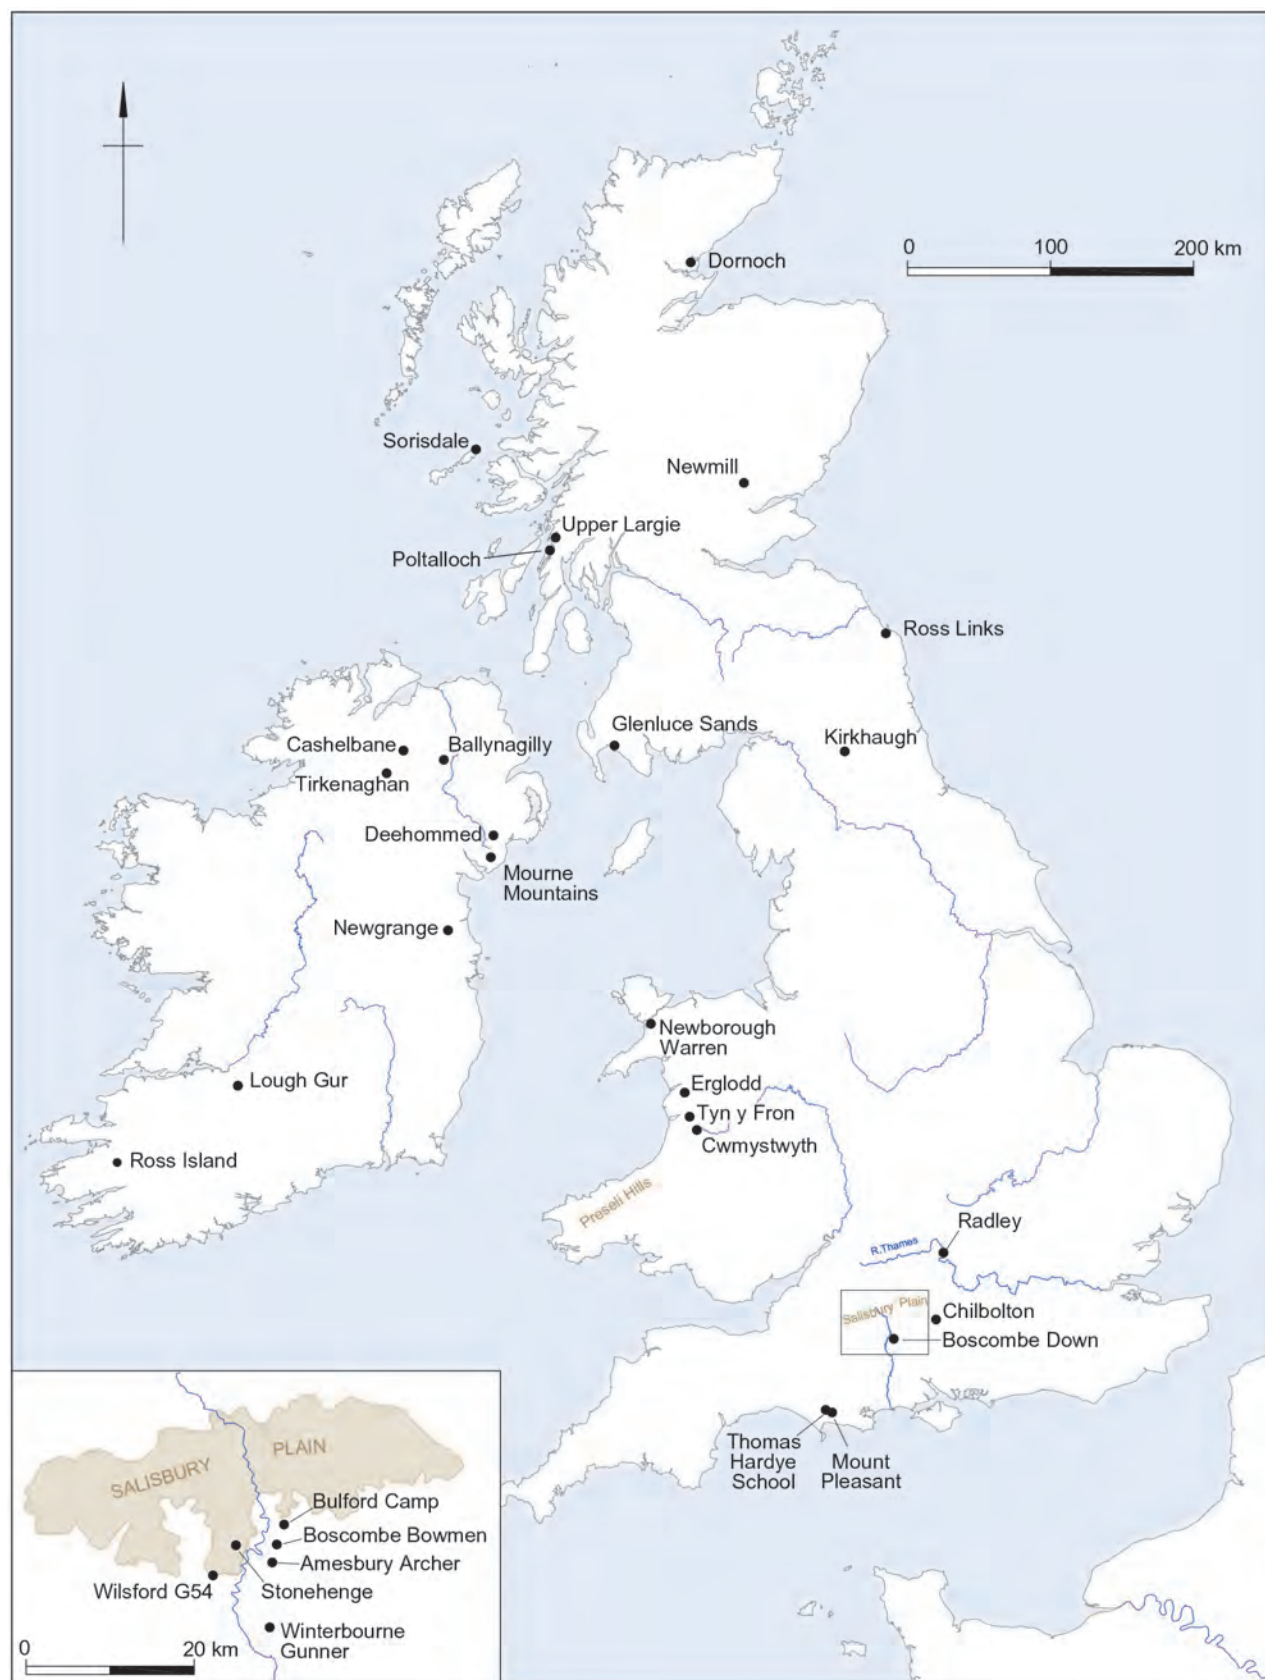 0 100 200 km
Dornoch
Sorisdale
Newmill
Upper Largie
Poltalloch
Ross Links
Glenluce Sands
Kirkhaugh
Cashelbane
Ballynagilly
Tirkenaghan
Deehommed
Mourne
Mountains
Newgrange
Newborough
Warren
Erglodd
Lough Gur
Tyn y Fron
Cwmystwyth
Ross Island
Preseli Hills
Radley
R.Thames
Salisbury Plain
Chilbolton
Boscombe Down
Thomas
Hardye
School
Mount
Pleasant
SALISBURY PLAIN
Bulford Camp
Boscombe Bowmen
Amesbury Archer
Wilsford G54
Stonehenge
Winterbourne
Gunner
0 20 km